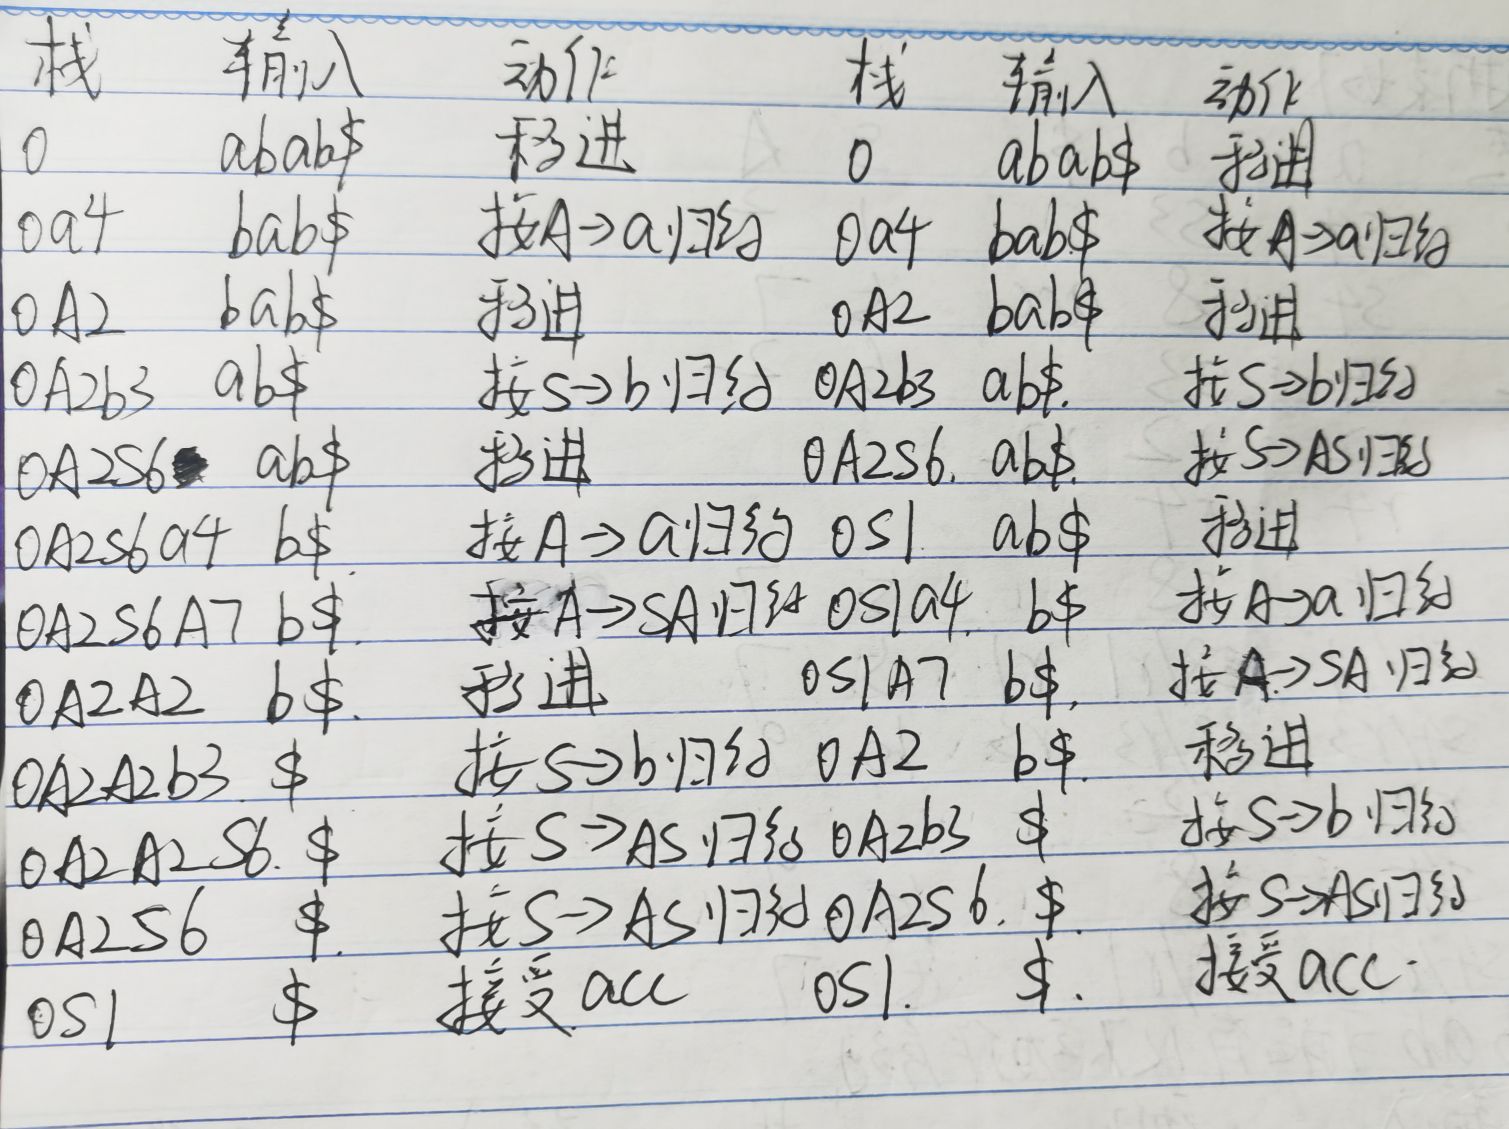 栈 输入 动作 栈 输入 动作
0 abab$ 移进 0 abab$ 移进
0a4 bab$ 按A→a归约 0a4 bab$ 按A→a归约
0A2 bab$ 移进 0A2 bab$ 移进
0A2b3 ab$ 按S→b归约 0A2b3 ab$. 按S→b归约
0A2S6 ab$ 移进 0A2S6. ab$. 按S→AS归约
0A2S6a4 b$. 按A→a归约 0S1 ab$ 移进
0A2S6A7 b$. 按A→SA归约 0S1a4. b$ 按A→a归约
0A2A2 b$. 移进 0S1A7 b$. 按A→SA归约
0A2A2b3. $ 按S→b归约 0A2 b$. 移进
0A2A2S6. $ 按S→AS归约 0A2b3 $ 按S→b归约
0A2S6 $. 按S→AS归约 0A2S6. $. 按S→AS归约
0S1 $ 接受acc 0S1. $. 接受acc.